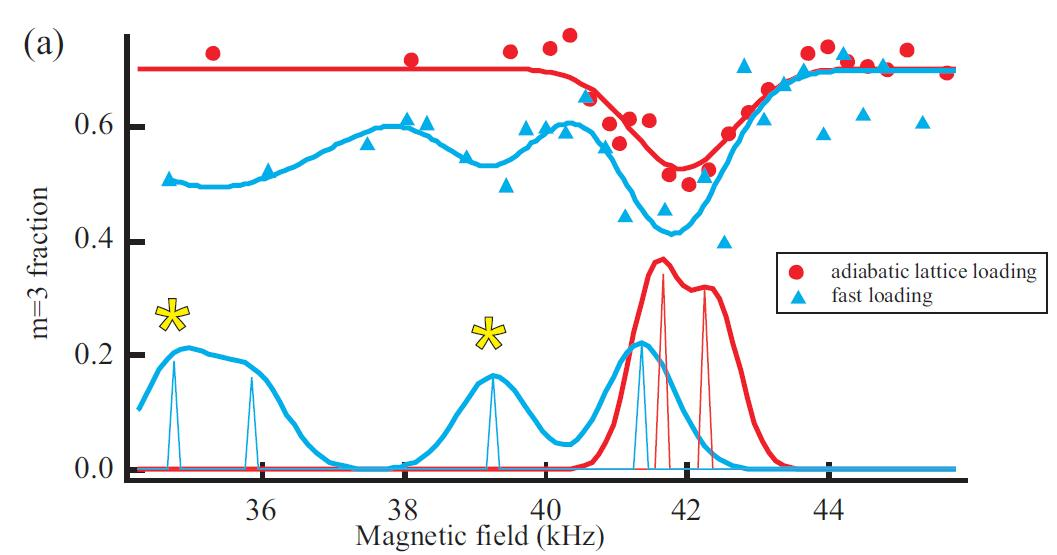 (a)
m=3 fraction
0.6
0.4
0.2
0.0
adiabatic lattice loading
fast loading
36 38 40 42 44
Magnetic field (kHz)